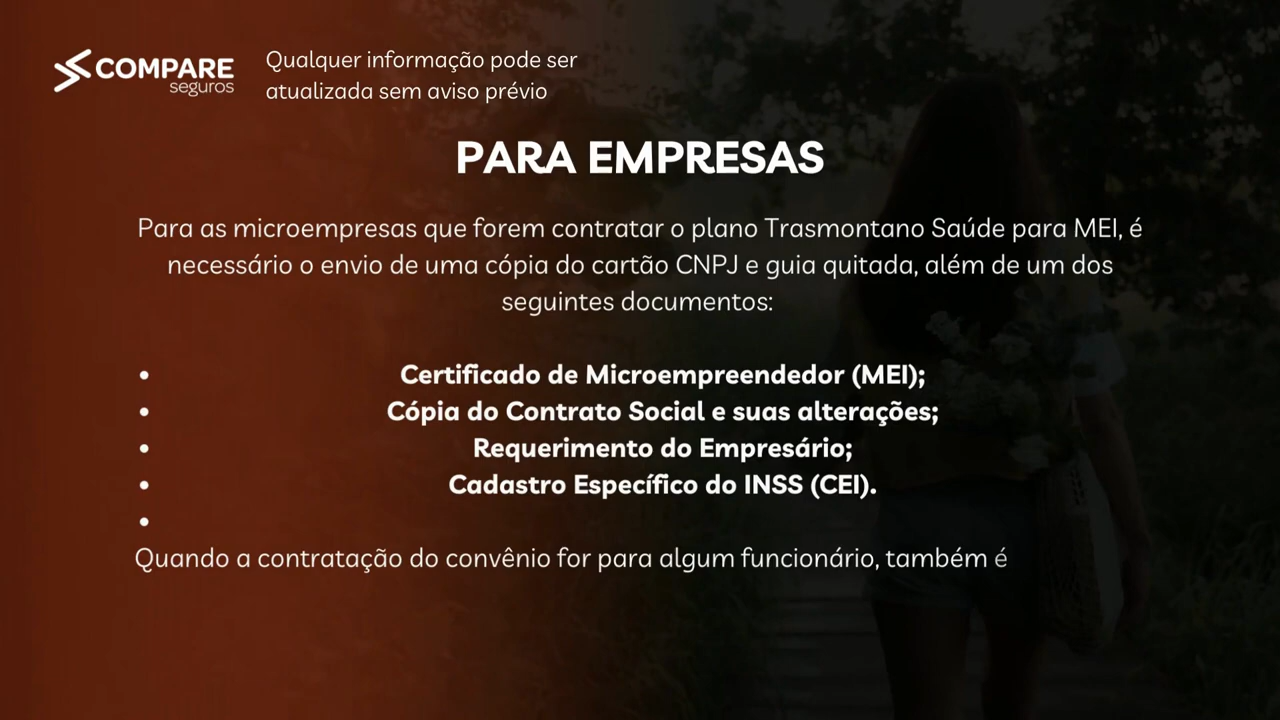 COMPARE
seguros
Qualquer informação pode ser
atualizada sem aviso prévio
PARA EMPRESAS
Para as microempresas que forem contratar o plano Trasmontano Saúde para MEI, é
necessário o envio de uma cópia do cartão CNPJ e guia quitada, além de um dos
seguintes documentos:
• Certificado de Microempreendedor (MEI);
• Cópia do Contrato Social e suas alterações;
• Requerimento do Empresário;
• Cadastro Específico do INSS (CEI).
•
Quando a contratação do convênio for para algum funcionário, também é